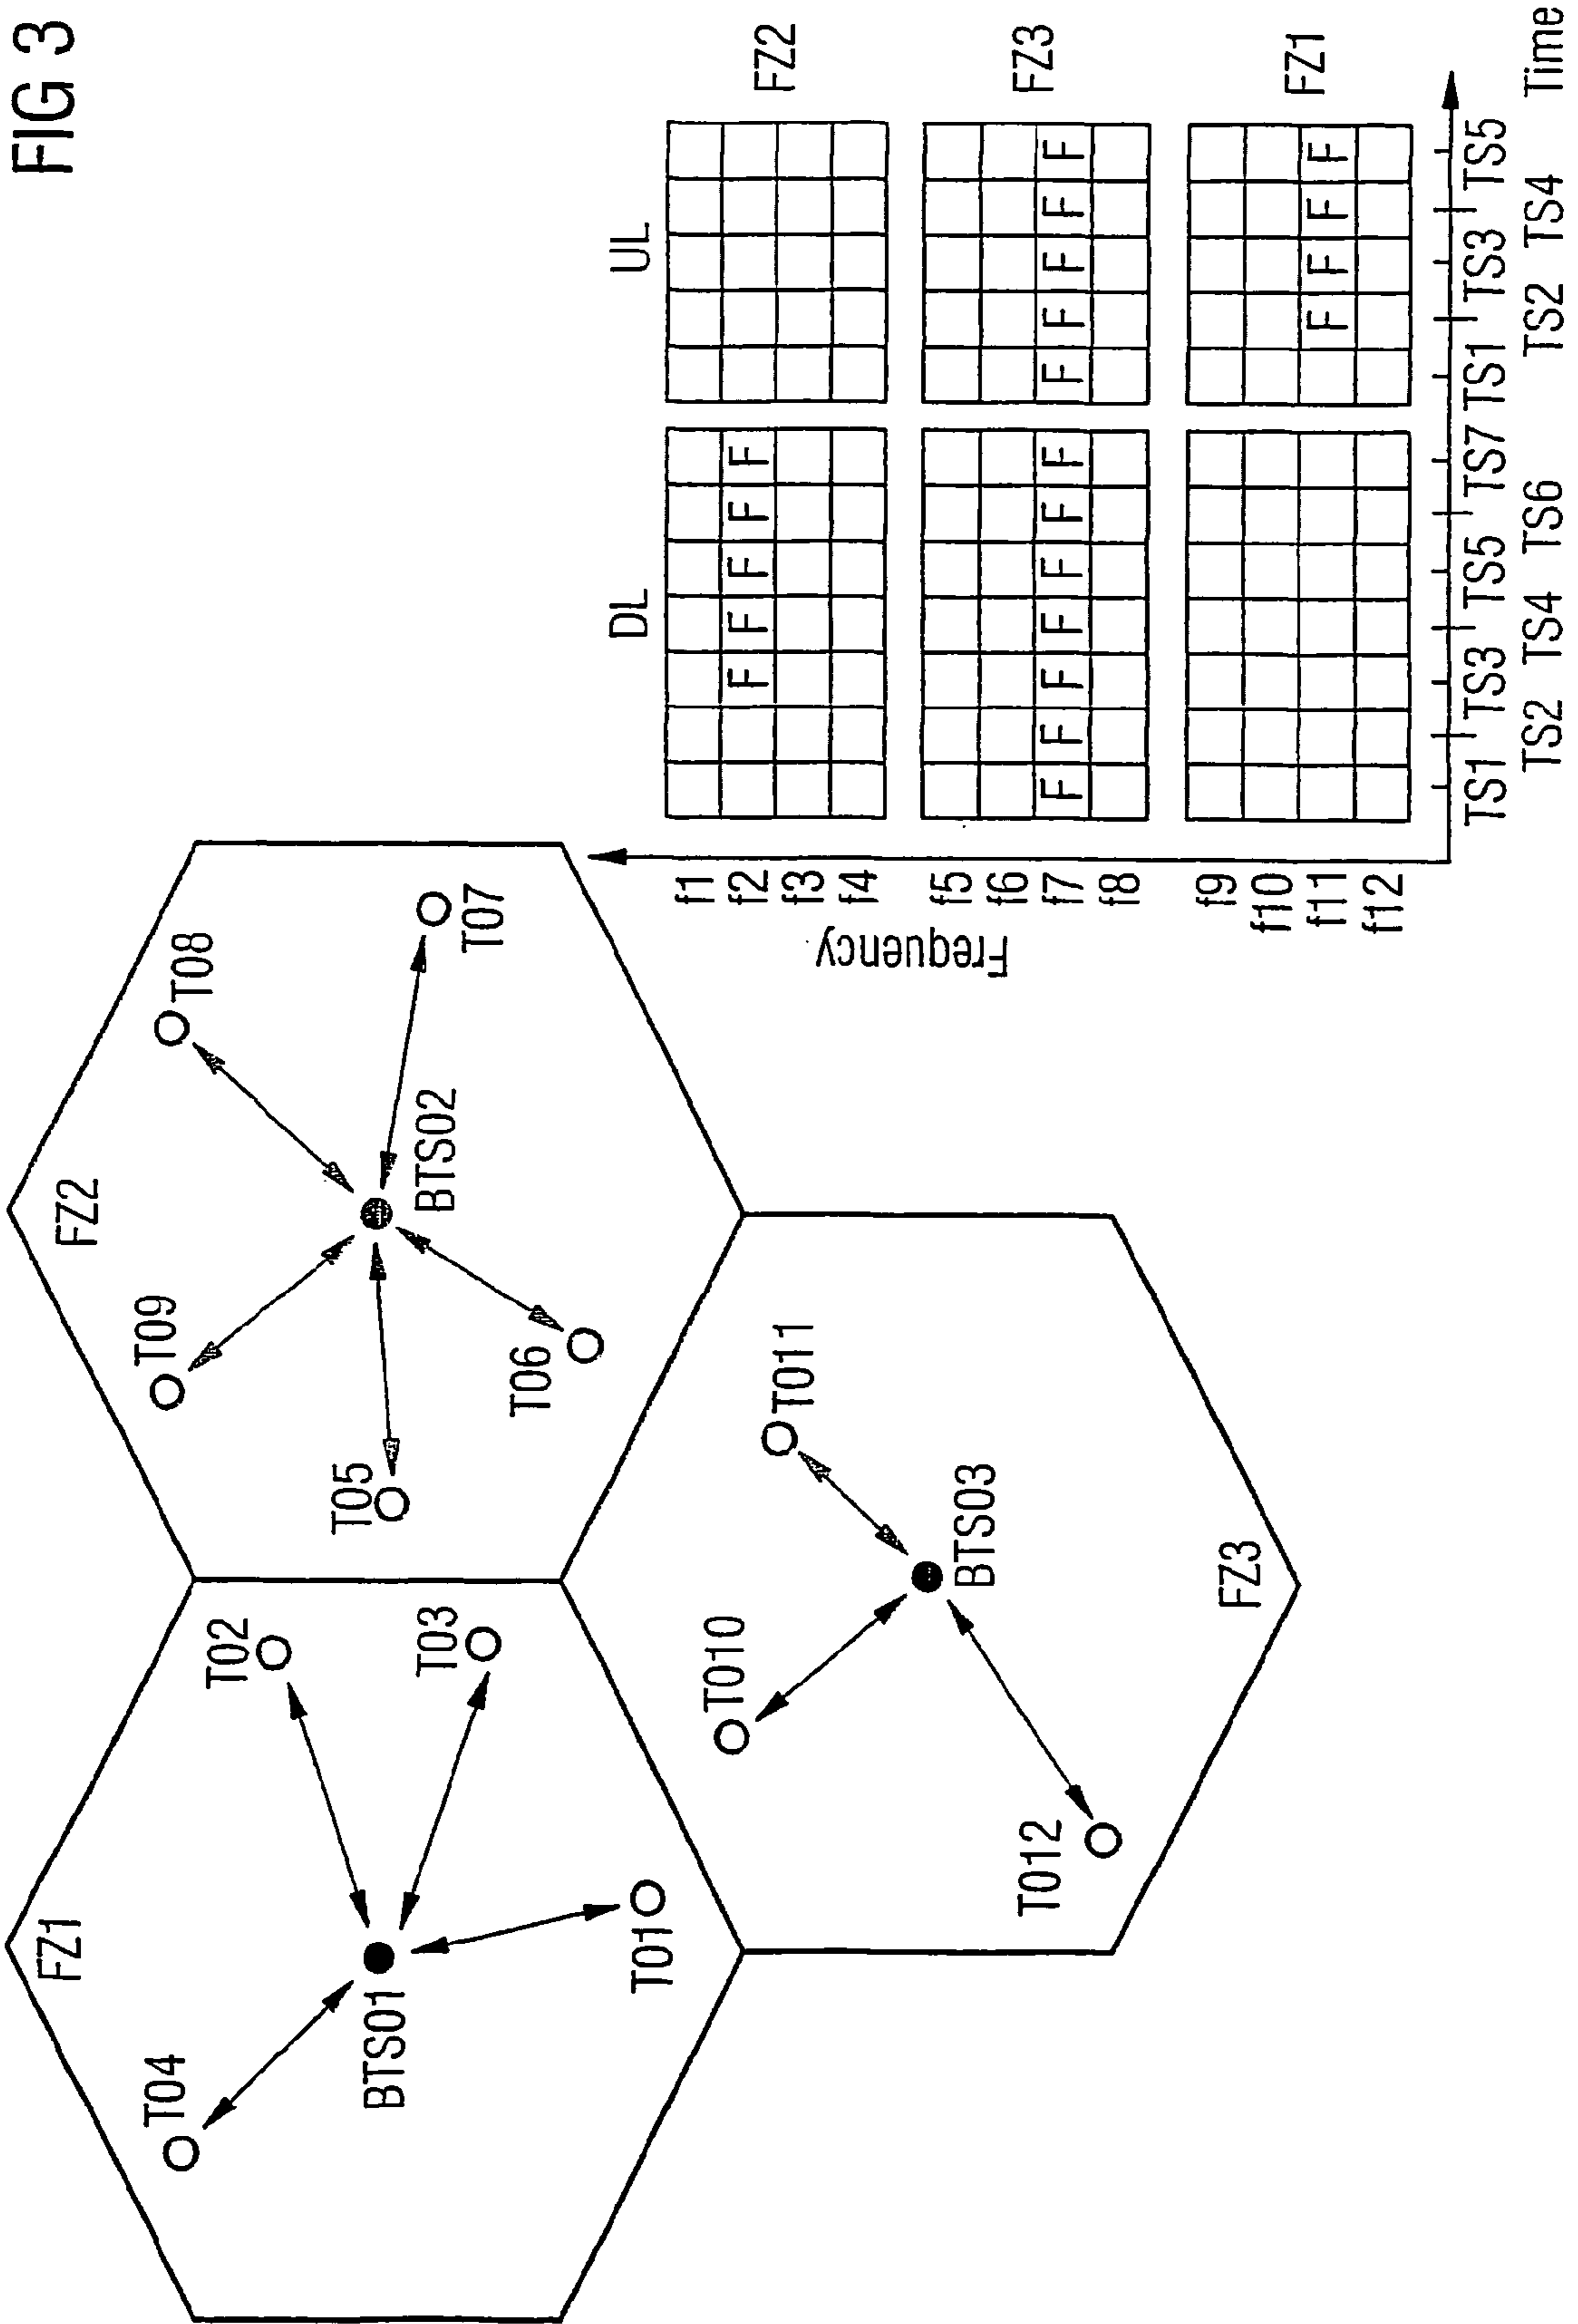 FIG 3
FZ1
T04
T02
T03
BTS01
T01
FZ2
T09
T08
T05
T07
BTS02
T06
T010
T011
BTS03
T012
FZ3
DL UL
Frequency
f1
f2 F F F F F
f3
f4
FZ2
f5
f6
f7 F F F F F F F F F F F F
f8
FZ3
f9
f10
f11 F F F F
f12
FZ1
TS1 TS3 TS5 TS7 TS1 TS3 TS5
TS2 TS4 TS6 TS2 TS4 Time